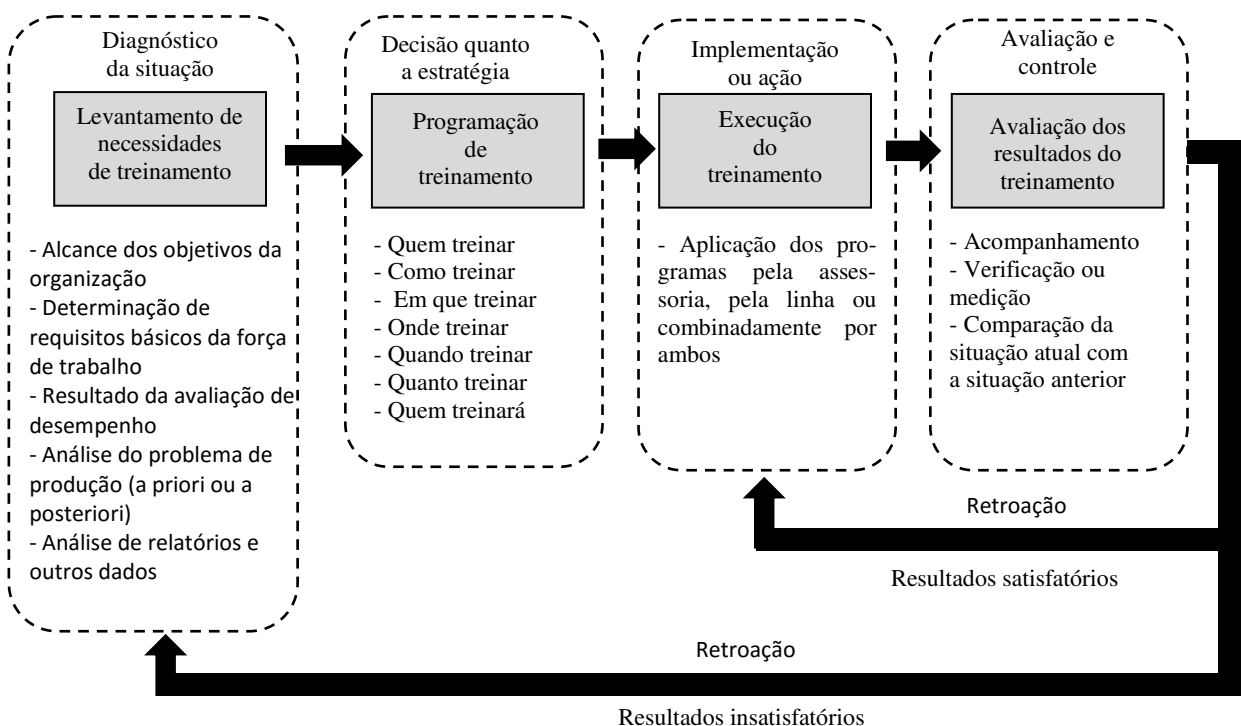 Diagnóstico
da situação
Levantamento de
necessidades
de treinamento
- Alcance dos objetivos da
organização
- Determinação de
requisitos básicos da força
de trabalho
- Resultado da avaliação de
desempenho
- Análise do problema de
produção (a priori ou a
posteriori)
- Análise de relatórios e
outros dados
Decisão quanto
a estratégia
Programação
de
treinamento
- Quem treinar
- Como treinar
- Em que treinar
- Onde treinar
- Quando treinar
- Quanto treinar
- Quem treinará
Implementação
ou ação
Execução
do
treinamento
- Aplicação dos pro-
gramas pela asses-
soria, pela linha ou
combinadamente por
ambos
Avaliação e
controle
Avaliação dos
resultados do
treinamento
- Acompanhamento
- Verificação ou
medição
- Comparação da
situação atual com
a situação anterior
Retroação
Resultados satisfatórios
Retroação
Resultados insatisfatórios